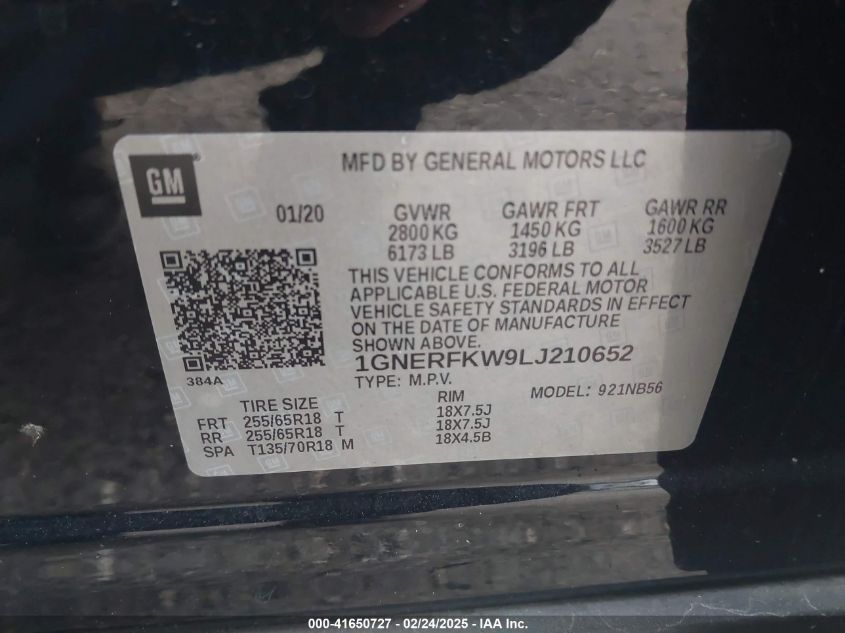 GM
MFD BY GENERAL MOTORS LLC
01/20
GVWR GAWR FRT GAWR RR
2800 KG 1450 KG 1600 KG
6173 LB 3196 LB 3527 LB
THIS VEHICLE CONFORMS TO ALL
APPLICABLE U.S. FEDERAL MOTOR
VEHICLE SAFETY STANDARDS IN EFFECT
ON THE DATE OF MANUFACTURE
SHOWN ABOVE.
1GNERFKW9LJ210652
384A
TYPE: M.P.V. MODEL: 921NB56
TIRE SIZE RIM
FRT 255/65R18 T 18X7.5J
RR 255/65R18 T 18X7.5J
SPA T135/70R18 M 18X4.5B
000-41650727 - 02/24/2025 - IAA Inc.